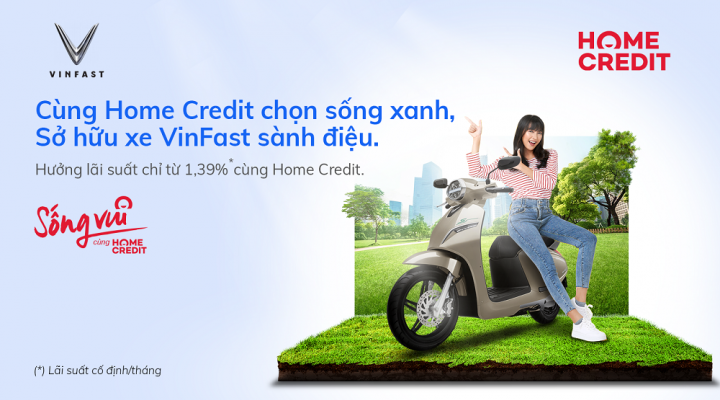 VINFAST
HOME
CREDIT
Cùng Home Credit chọn sống xanh,
Sở hữu xe VinFast sành điệu.
Hưởng lãi suất chỉ từ 1,39%* cùng Home Credit.
Sống vui
cùng HOME
CREDIT
(*) Lãi suất cố định/tháng